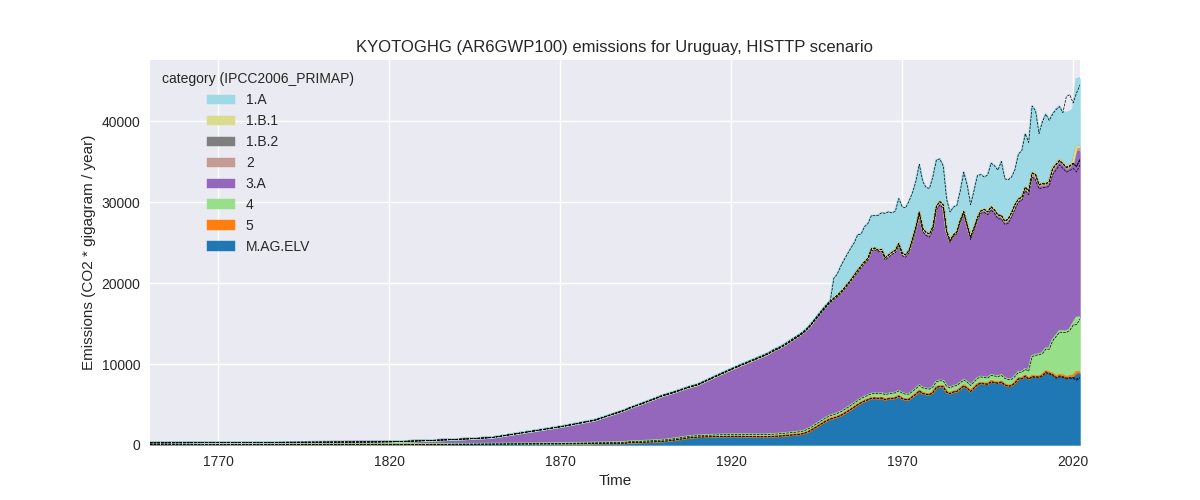 KYOTOGHG (AR6GWP100) emissions for Uruguay, HISTTP scenario
category (IPCC2006_PRIMAP)
1.A
1.B.1
1.B.2
2
3.A
4
5
M.AG.ELV
Emissions (CO2 * gigagram / year)
40000
30000
20000
10000
0
1770
1820
1870
1920
1970
2020
Time